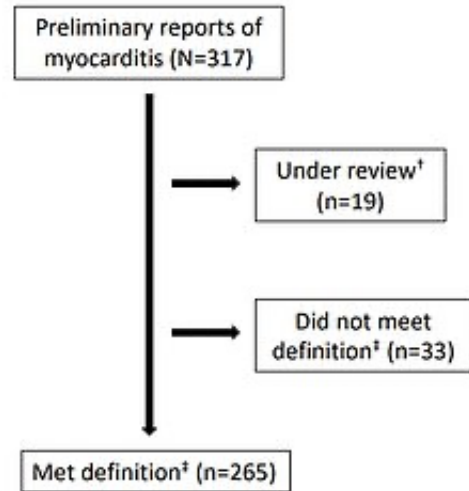 Preliminary reports of
myocarditis (N=317)
Under review†
(n=19)
Did not meet
definition‡ (n=33)
Met definition‡ (n=265)